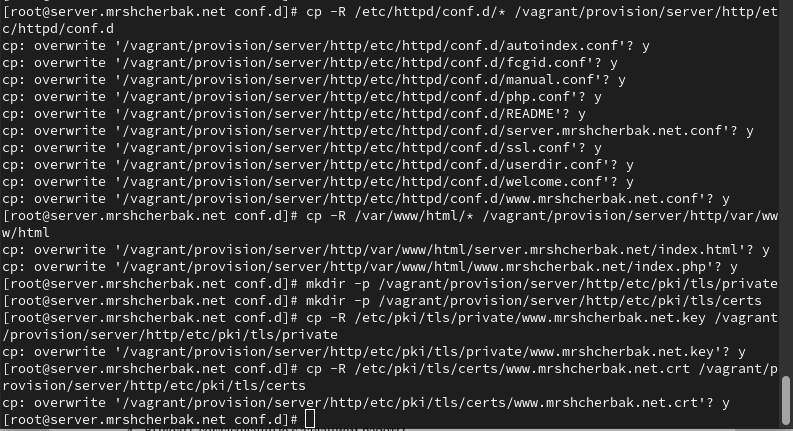 [root@server.mrshcherbak.net conf.d]# cp -R /etc/httpd/conf.d/* /vagrant/provision/server/http/et
c/httpd/conf.d
cp: overwrite '/vagrant/provision/server/http/etc/httpd/conf.d/autoindex.conf'? y
cp: overwrite '/vagrant/provision/server/http/etc/httpd/conf.d/fcgid.conf'? y
cp: overwrite '/vagrant/provision/server/http/etc/httpd/conf.d/manual.conf'? y
cp: overwrite '/vagrant/provision/server/http/etc/httpd/conf.d/php.conf'? y
cp: overwrite '/vagrant/provision/server/http/etc/httpd/conf.d/README'? y
cp: overwrite '/vagrant/provision/server/http/etc/httpd/conf.d/server.mrshcherbak.net.conf'? y
cp: overwrite '/vagrant/provision/server/http/etc/httpd/conf.d/ssl.conf'? y
cp: overwrite '/vagrant/provision/server/http/etc/httpd/conf.d/userdir.conf'? y
cp: overwrite '/vagrant/provision/server/http/etc/httpd/conf.d/welcome.conf'? y
cp: overwrite '/vagrant/provision/server/http/etc/httpd/conf.d/www.mrshcherbak.net.conf'? y
[root@server.mrshcherbak.net conf.d]# cp -R /var/www/html/* /vagrant/provision/server/http/var/ww
w/html
cp: overwrite '/vagrant/provision/server/http/var/www/html/server.mrshcherbak.net/index.html'? y
cp: overwrite '/vagrant/provision/server/http/var/www/html/www.mrshcherbak.net/index.php'? y
[root@server.mrshcherbak.net conf.d]# mkdir -p /vagrant/provision/server/http/etc/pki/tls/private
[root@server.mrshcherbak.net conf.d]# mkdir -p /vagrant/provision/server/http/etc/pki/tls/certs
[root@server.mrshcherbak.net conf.d]# cp -R /etc/pki/tls/private/www.mrshcherbak.net.key /vagrant
/provision/server/http/etc/pki/tls/private
cp: overwrite '/vagrant/provision/server/http/etc/pki/tls/private/www.mrshcherbak.net.key'? y
[root@server.mrshcherbak.net conf.d]# cp -R /etc/pki/tls/certs/www.mrshcherbak.net.crt /vagrant/p
rovision/server/http/etc/pki/tls/certs
cp: overwrite '/vagrant/provision/server/http/etc/pki/tls/certs/www.mrshcherbak.net.crt'? y
[root@server.mrshcherbak.net conf.d]#